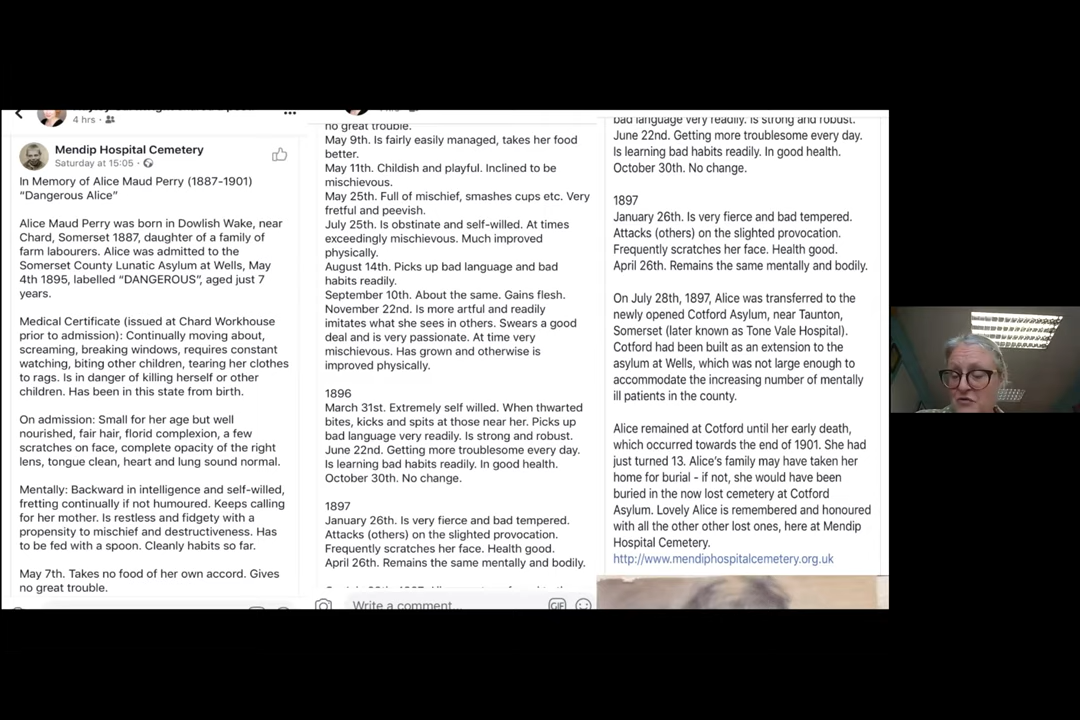 4 hrs ·
Mendip Hospital Cemetery
Saturday at 15:05 ·
In Memory of Alice Maud Perry (1887-1901)
“Dangerous Alice”
Alice Maud Perry was born in Dowlish Wake, near
Chard, Somerset 1887, daughter of a family of
farm labourers. Alice was admitted to the
Somerset County Lunatic Asylum at Wells, May
4th 1895, labelled “DANGEROUS”, aged just 7
years.
Medical Certificate (issued at Chard Workhouse
prior to admission): Continually moving about,
screaming, breaking windows, requires constant
watching, biting other children, tearing her clothes
to rags. Is in danger of killing herself or other
children. Has been in this state from birth.
On admission: Small for her age but well
nourished, fair hair, florid complexion, a few
scratches on face, complete opacity of the right
lens, tongue clean, heart and lung sound normal.
Mentally: Backward in intelligence and self-willed,
fretting continually if not humoured. Keeps calling
for her mother. Is restless and fidgety with a
propensity to mischief and destructiveness. Has
to be fed with a spoon. Cleanly habits so far.
May 7th. Takes no food of her own accord. Gives
no great trouble.
no great trouble.
May 9th. Is fairly easily managed, takes her food
better.
May 11th. Childish and playful. Inclined to be
mischievous.
May 25th. Full of mischief, smashes cups etc. Very
fretful and peevish.
July 25th. Is obstinate and self-willed. At times
exceedingly mischievous. Much improved
physically.
August 14th. Picks up bad language and bad
habits readily.
September 10th. About the same. Gains flesh.
November 22nd. Is more artful and readily
imitates what she sees in others. Swears a good
deal and is very passionate. At time very
mischievous. Has grown and otherwise is
improved physically.
1896
March 31st. Extremely self willed. When thwarted
bites, kicks and spits at those near her. Picks up
bad language very readily. Is strong and robust.
June 22nd. Getting more troublesome every day.
Is learning bad habits readily. In good health.
October 30th. No change.
1897
January 26th. Is very fierce and bad tempered.
Attacks (others) on the slighted provocation.
Frequently scratches her face. Health good.
April 26th. Remains the same mentally and bodily.
Write a comment...
GIF
bad language very readily. Is strong and robust.
June 22nd. Getting more troublesome every day.
Is learning bad habits readily. In good health.
October 30th. No change.
1897
January 26th. Is very fierce and bad tempered.
Attacks (others) on the slighted provocation.
Frequently scratches her face. Health good.
April 26th. Remains the same mentally and bodily.
On July 28th, 1897, Alice was transferred to the
newly opened Cotford Asylum, near Taunton,
Somerset (later known as Tone Vale Hospital).
Cotford had been built as an extension to the
asylum at Wells, which was not large enough to
accommodate the increasing number of mentally
ill patients in the county.
Alice remained at Cotford until her early death,
which occurred towards the end of 1901. She had
just turned 13. Alice’s family may have taken her
home for burial - if not, she would have been
buried in the now lost cemetery at Cotford
Asylum. Lovely Alice is remembered and honoured
with all the other other lost ones, here at Mendip
Hospital Cemetery.
http://www.mendiphospitalcemetery.org.uk